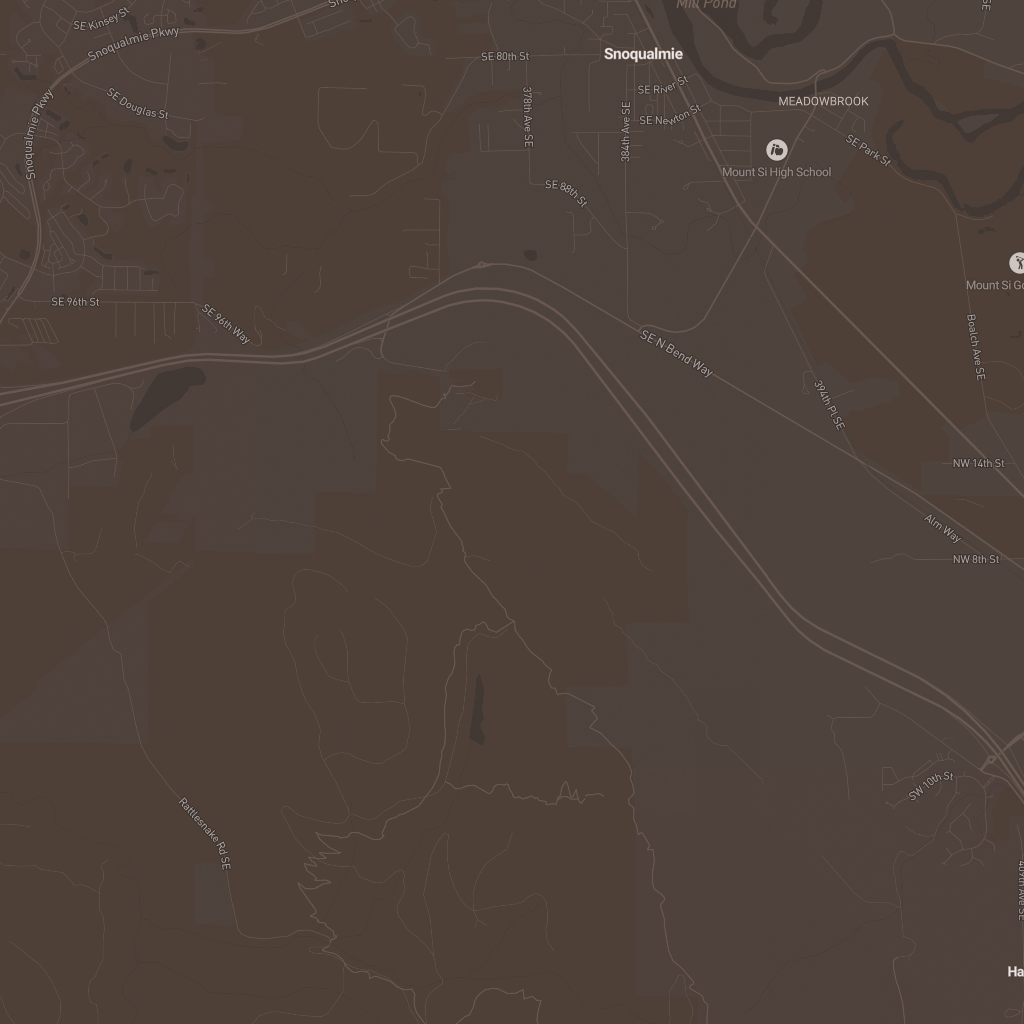 Mill Pond
SE Kinsey St
Snoqualmie Pkwy
Snoqualmie
SE 80th St
SE River St
SE Douglas St
Snoqualmie Pkwy
378th Ave SE
384th Ave SE
SE Newton St
MEADOWBROOK
SE Park St
Mount Si High School
SE 88th St
Mount Si Go
SE 96th St
SE 96th Way
SE N Bend Way
Boalch Ave SE
394th Pl SE
NW 14th St
Alm Way
NW 8th St
SW 10th St
Rattlesnake Rd SE
409th Ave SE
Ha